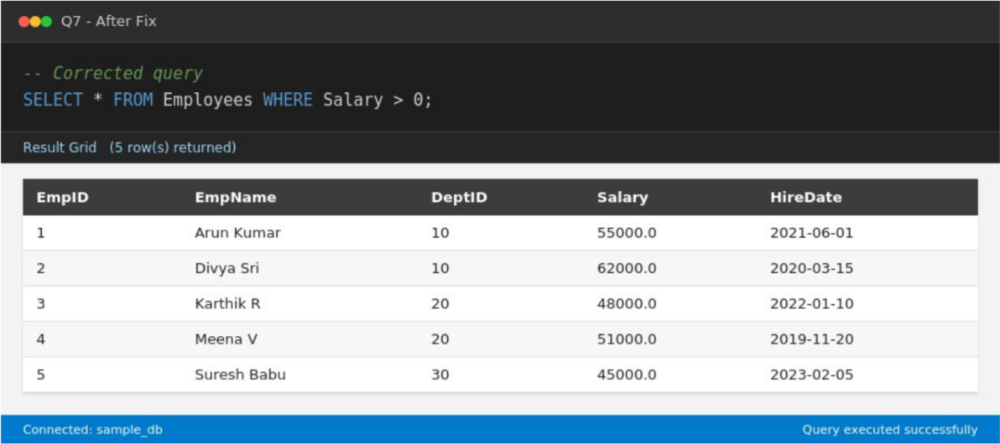 Q7 - After Fix
-- Corrected query
SELECT * FROM Employees WHERE Salary > 0;
Result Grid (5 row(s) returned)
EmpID EmpName DeptID Salary HireDate
1 Arun Kumar 10 55000.0 2021-06-01
2 Divya Sri 10 62000.0 2020-03-15
3 Karthik R 20 48000.0 2022-01-10
4 Meena V 20 51000.0 2019-11-20
5 Suresh Babu 30 45000.0 2023-02-05
Connected: sample_db Query executed successfully